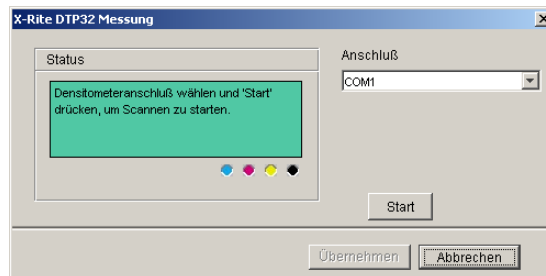 X-Rite DTP32 Messung
Status
Densitometeranschluß wählen und 'Start'
drücken, um Scannen zu starten.
Anschluß
COM1
Start
Übernehmen
Abbrechen